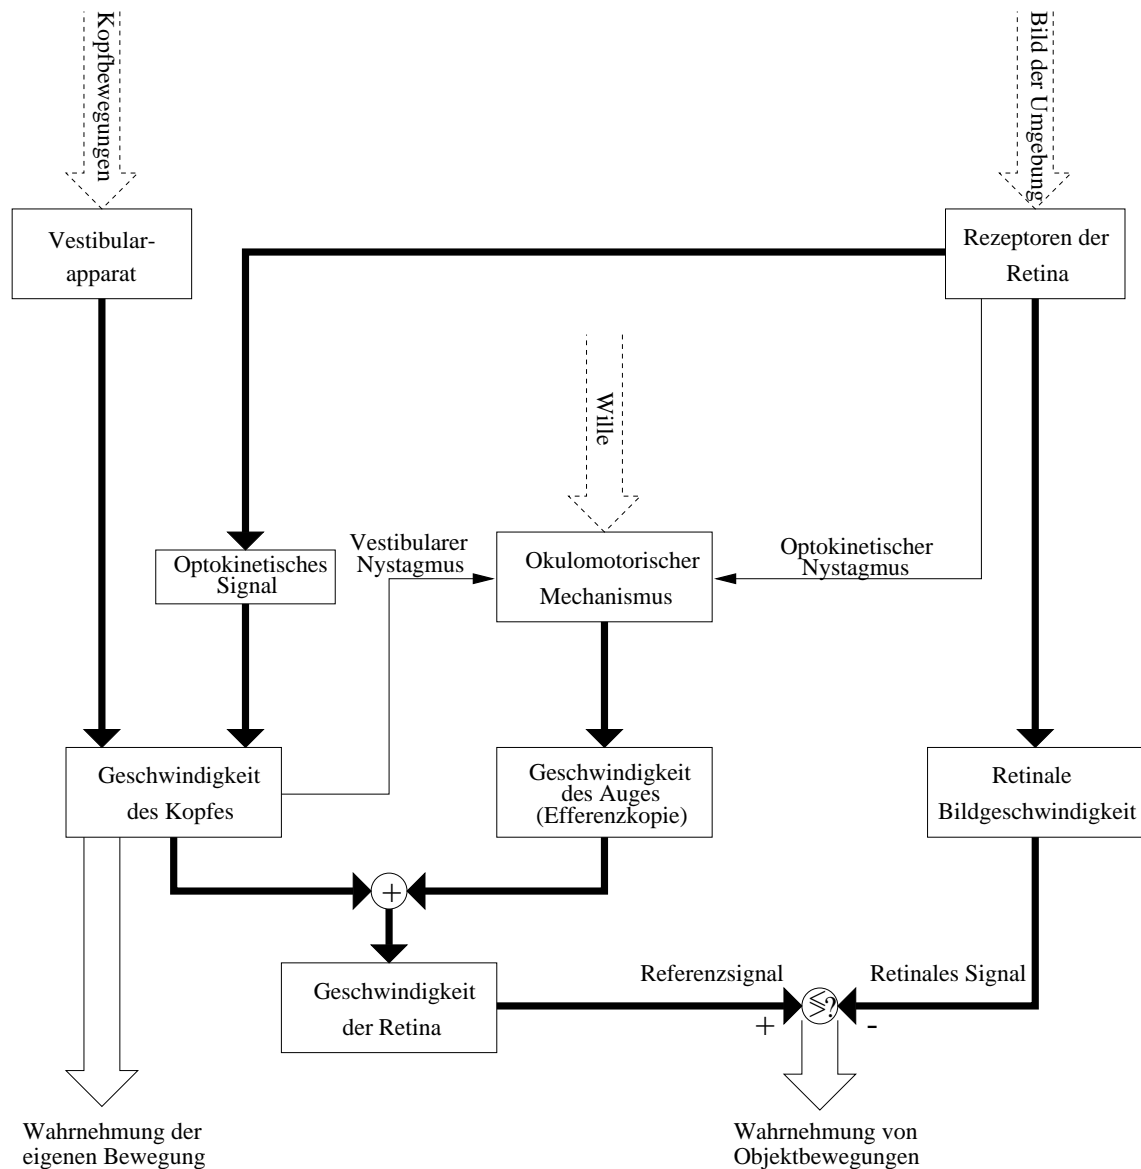 Kopfbewegungen
Bild der Umgebung
Vestibular-
apparat
Rezeptoren der
Retina
Wille
Optokinetisches
Signal
Vestibularer
Nystagmus
Okulomotorischer
Mechanismus
Optokinetischer
Nystagmus
Geschwindigkeit
des Kopfes
Geschwindigkeit
des Auges
(Efferenzkopie)
Retinale
Bildgeschwindigkeit
+
Geschwindigkeit
der Retina
Referenzsignal
Retinales Signal
⪋?
+
-
Wahrnehmung der
eigenen Bewegung
Wahrnehmung von
Objektbewegungen